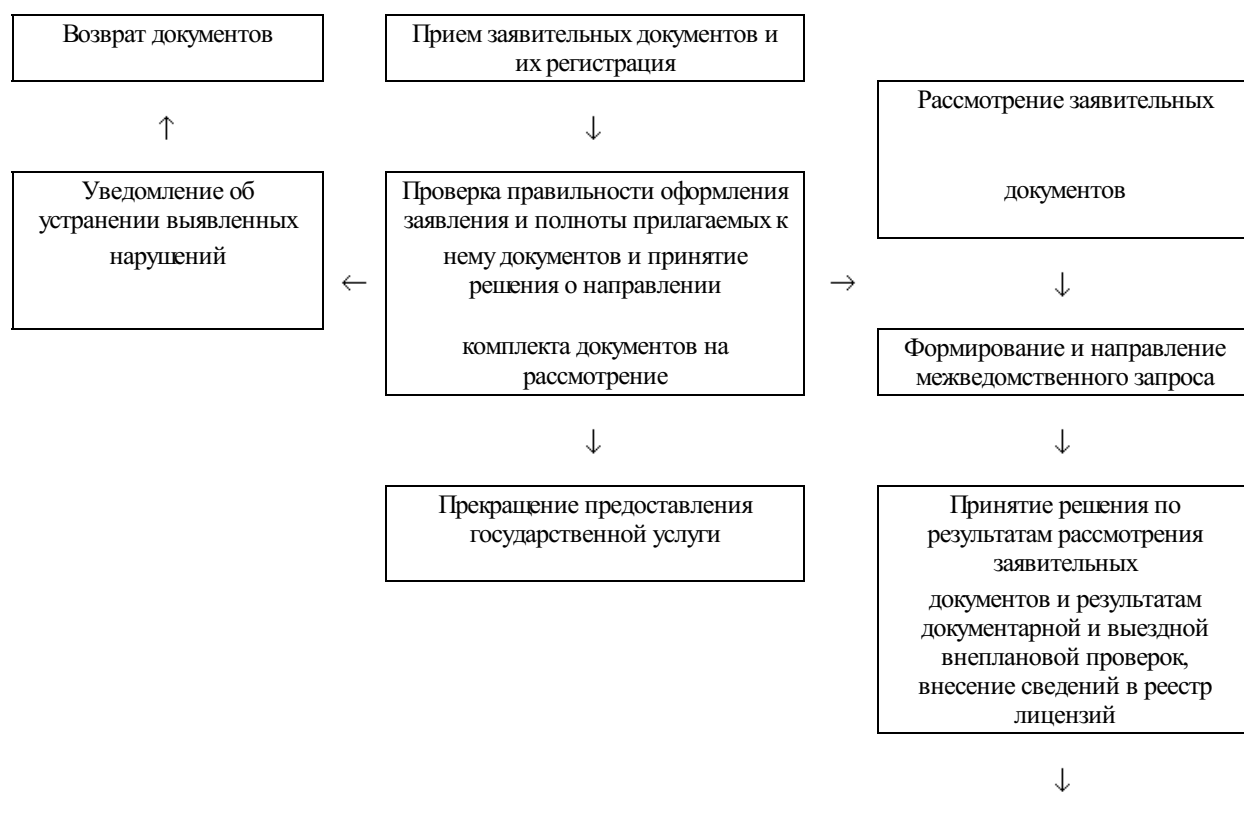 Возврат документов
Прием заявительных документов и
их регистрация
↑
↓
Уведомление об
устранении выявленных
нарушений
←
Проверка правильности оформления
заявления и полноты прилагаемых к
нему документов и принятие
решения о направлении
комплекта документов на
рассмотрение
→
↓
Прекращение предоставления
государственной услуги
Рассмотрение заявительных
документов
↓
Формирование и направление
межведомственного запроса
↓
Принятие решения по
результатам рассмотрения
заявительных
документов и результатам
документарной и выездной
внеплановой проверок,
внесение сведений в реестр
лицензий
↓